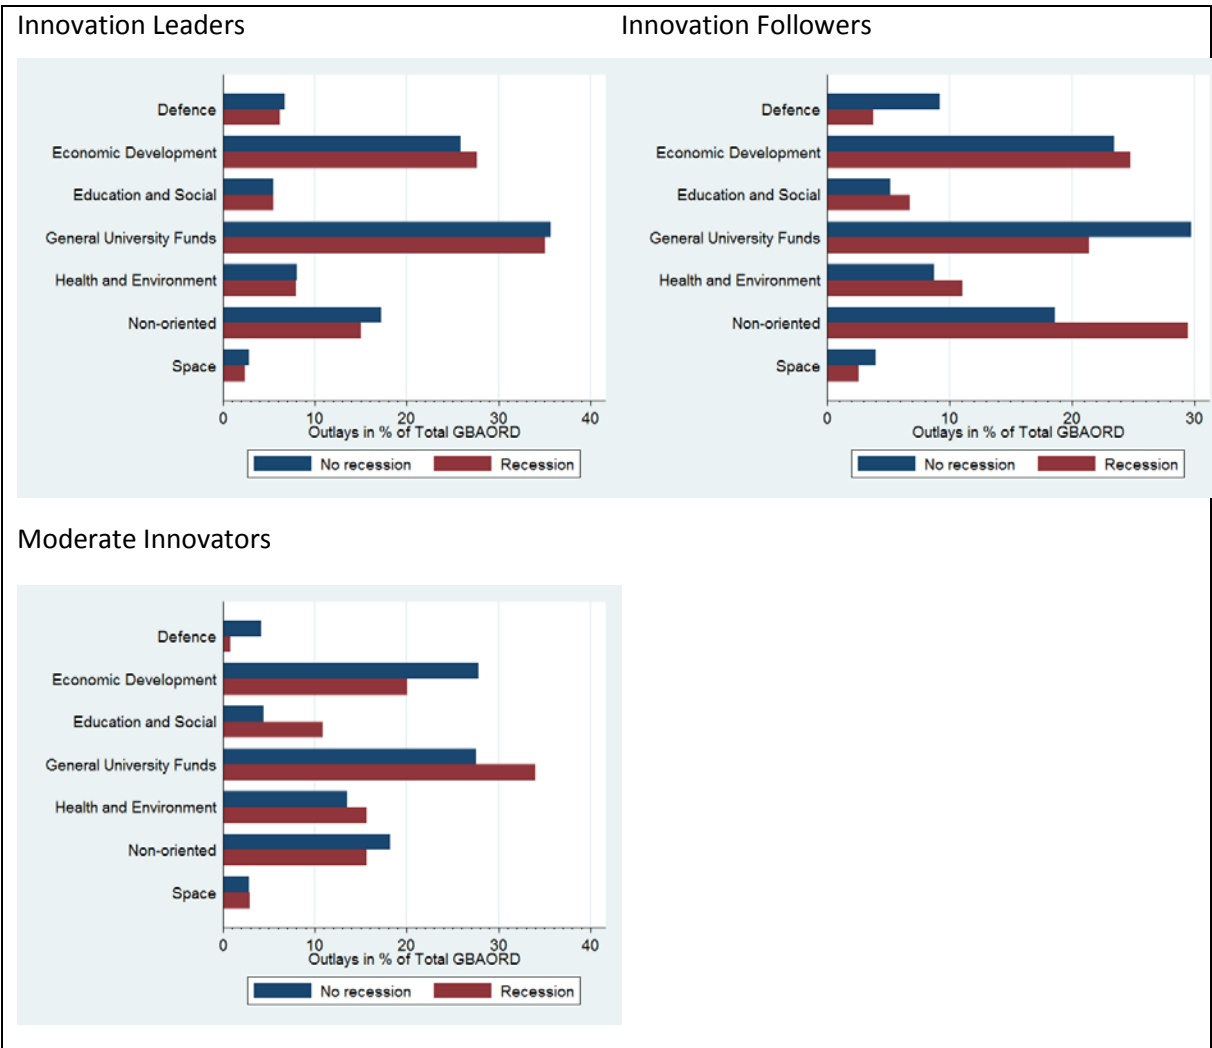 Innovation Leaders
Innovation Followers
Defence
Economic Development
Education and Social
General University Funds
Health and Environment
Non-oriented
Space
0 10 20 30 40
Outlays in % of Total GBAORD
No recession Recession
Defence
Economic Development
Education and Social
General University Funds
Health and Environment
Non-oriented
Space
0 10 20 30
Outlays in % of Total GBAORD
No recession Recession
Moderate Innovators
Defence
Economic Development
Education and Social
General University Funds
Health and Environment
Non-oriented
Space
0 10 20 30 40
Outlays in % of Total GBAORD
No recession Recession